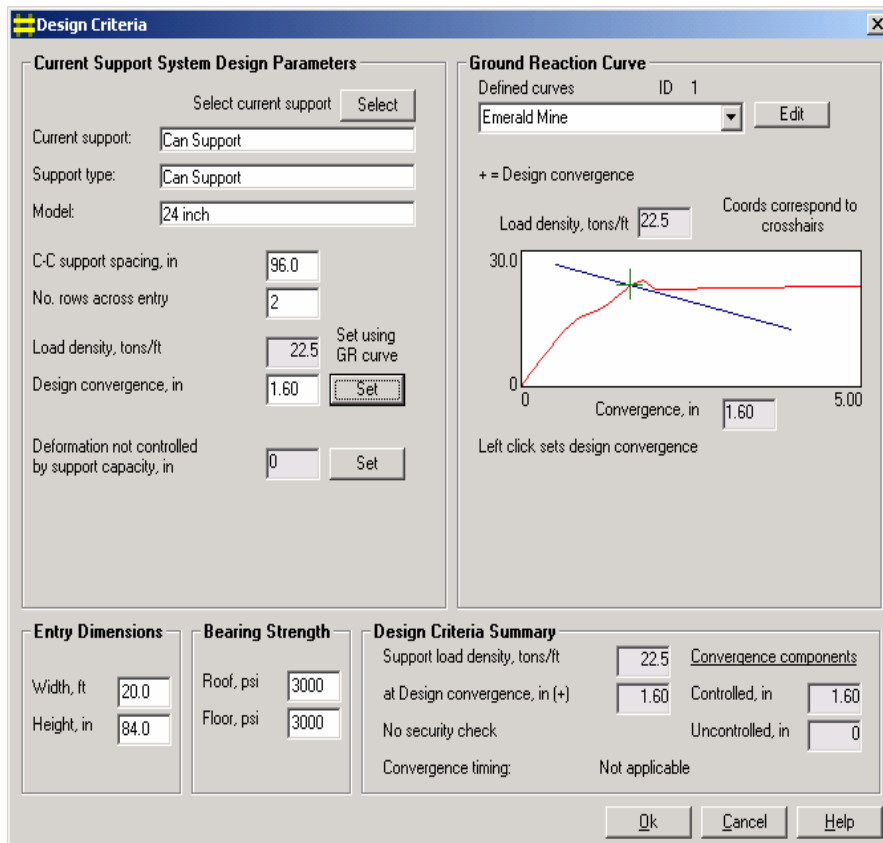 Design Criteria
Current Support System Design Parameters
Select current support Select
Current support: Can Support
Support type: Can Support
Model: 24 inch
C-C support spacing, in 96.0
No. rows across entry 2
Load density, tons/ft 22.5 Set using
GR curve
Design convergence, in 1.60 Set
Deformation not controlled
by support capacity, in 0 Set
Ground Reaction Curve
Defined curves ID 1
Emerald Mine Edit
+ = Design convergence
Load density, tons/ft 22.5 Coords correspond to
crosshairs
30.0
0
0 5.00
Convergence, in 1.60
Left click sets design convergence
Entry Dimensions
Width, ft 20.0
Height, in 84.0
Bearing Strength
Roof, psi 3000
Floor, psi 3000
Design Criteria Summary
Support load density, tons/ft 22.5 Convergence components
at Design convergence, in (+) 1.60 Controlled, in 1.60
No security check Uncontrolled, in 0
Convergence timing: Not applicable
Ok Cancel Help